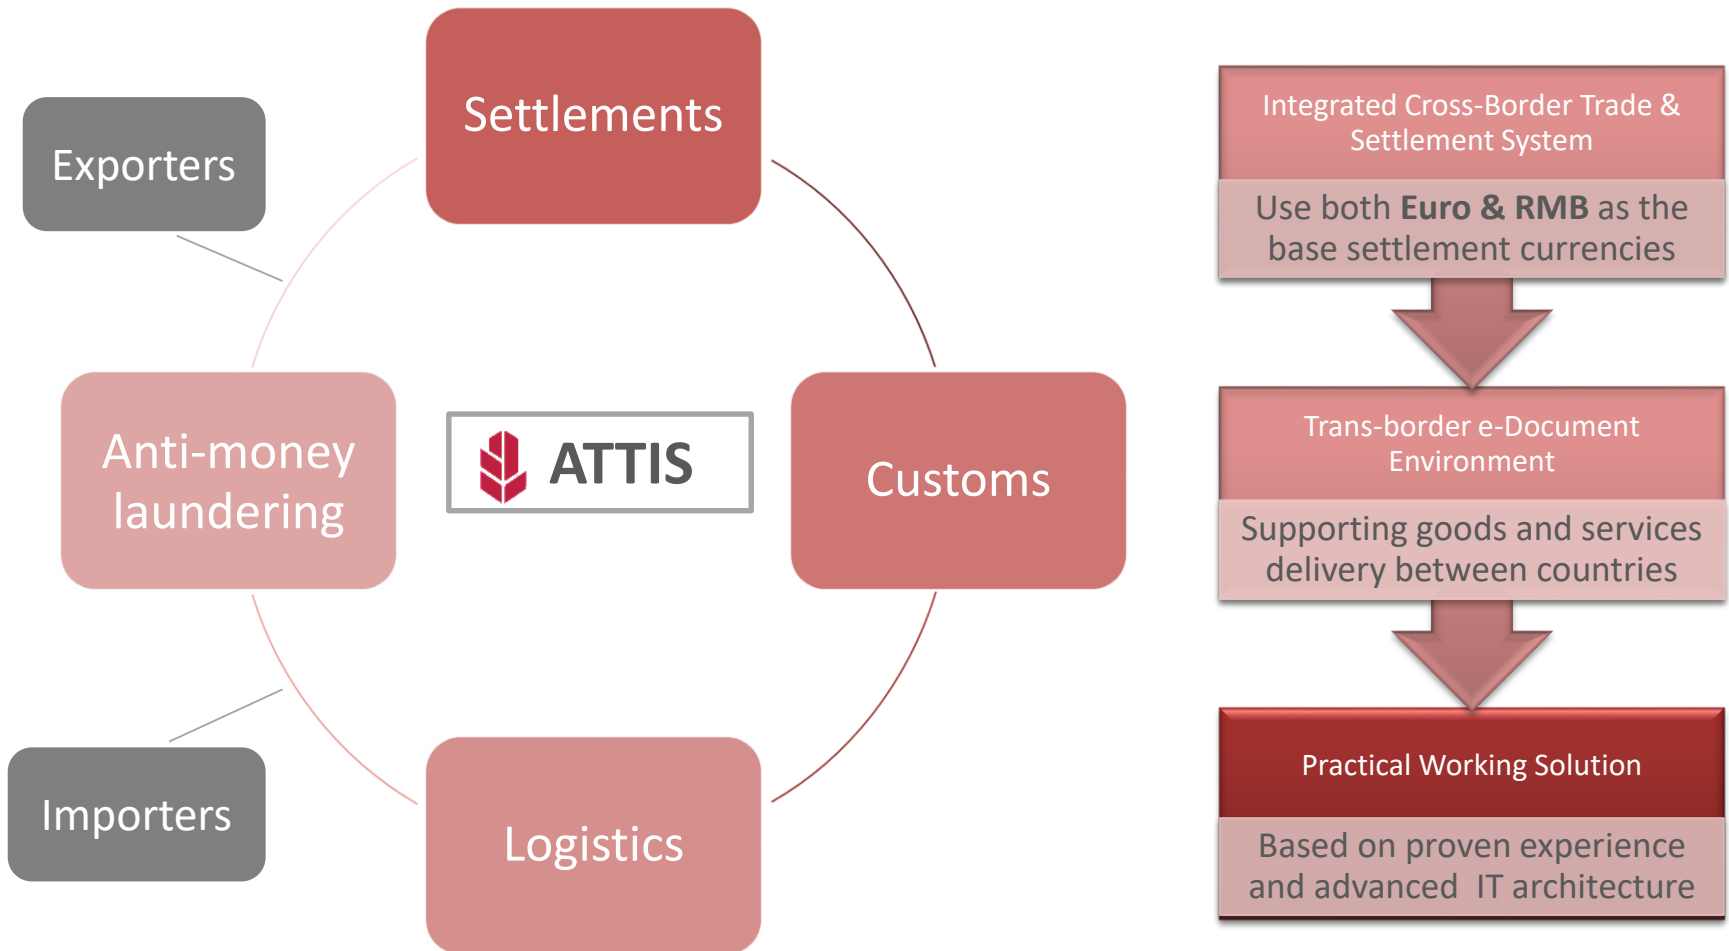 Settlements
Exporters
Anti-money
laundering
ATTIS
Customs
Importers
Logistics
Integrated Cross-Border Trade &
Settlement System
Use both Euro & RMB as the
base settlement currencies
Trans-border e-Document
Environment
Supporting goods and services
delivery between countries
Practical Working Solution
Based on proven experience
and advanced  IT architecture